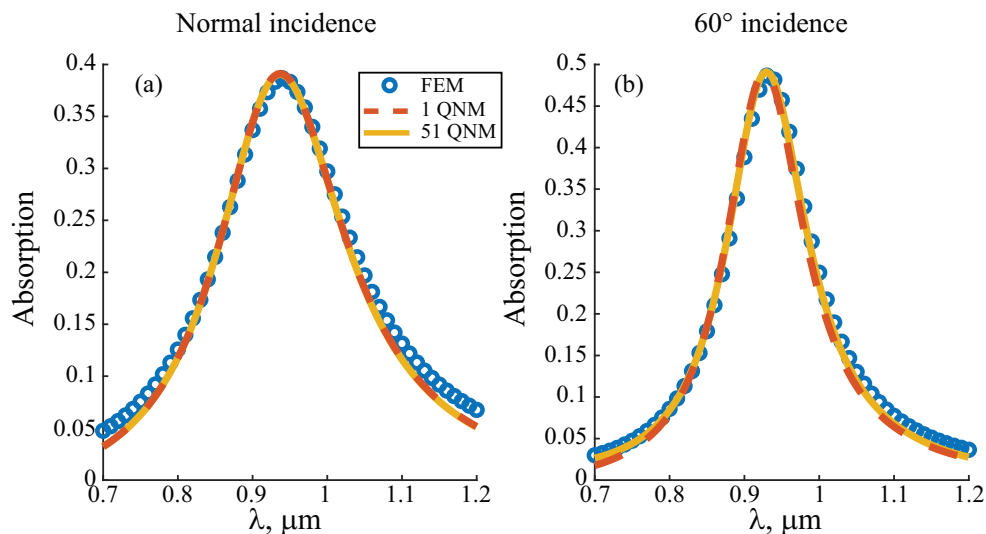 Normal incidence
60° incidence
(a)
FEM
1 QNM
51 QNM
Absorption
0.4
0.35
0.3
0.25
0.2
0.15
0.1
0.05
0
0.7
0.8
0.9
1
1.1
1.2
λ, μm
(b)
Absorption
0.5
0.45
0.4
0.35
0.3
0.25
0.2
0.15
0.1
0.05
0
0.7
0.8
0.9
1
1.1
1.2
λ, μm